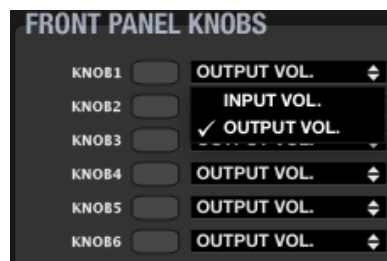 FRONT PANEL KNOBS
KNOB1 OUTPUT VOL.
KNOB2 INPUT VOL.
✓ OUTPUT VOL.
KNOB3
KNOB4 OUTPUT VOL.
KNOB5 OUTPUT VOL.
KNOB6 OUTPUT VOL.